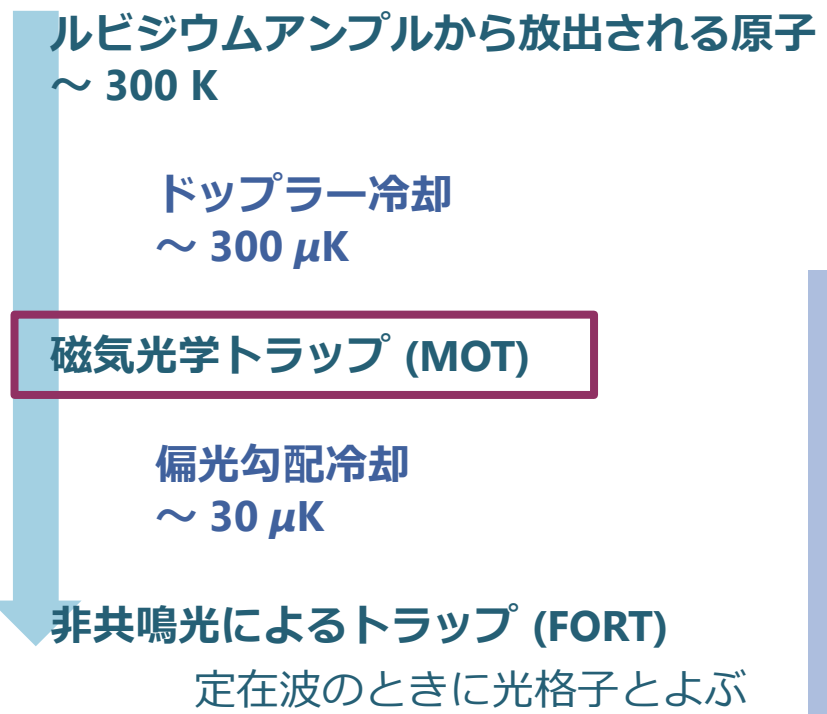 ルビジウムアンプルから放出される原子
～ 300 K
ドップラー冷却
～ 300 μK
磁気光学トラップ (MOT)
偏光勾配冷却
～ 30 μK
非共鳴光によるトラップ (FORT)
定在波のときに光格子とよぶ